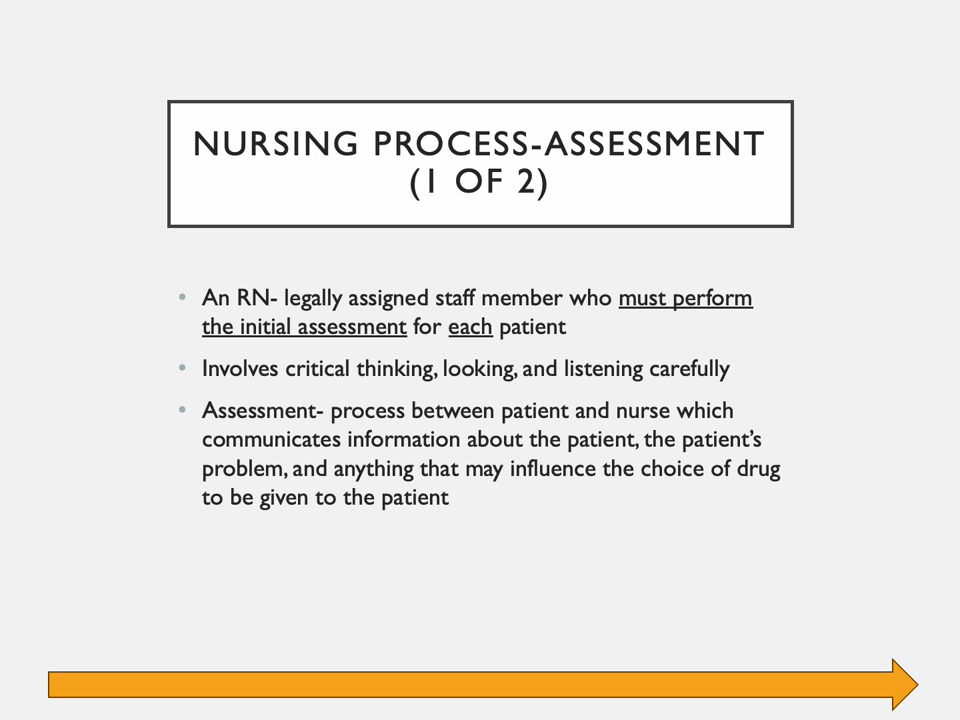 NURSING PROCESS-ASSESSMENT
(1 OF 2)
• An RN- legally assigned staff member who must perform
the initial assessment for each patient
• Involves critical thinking, looking, and listening carefully
• Assessment- process between patient and nurse which
communicates information about the patient, the patient’s
problem, and anything that may influence the choice of drug
to be given to the patient